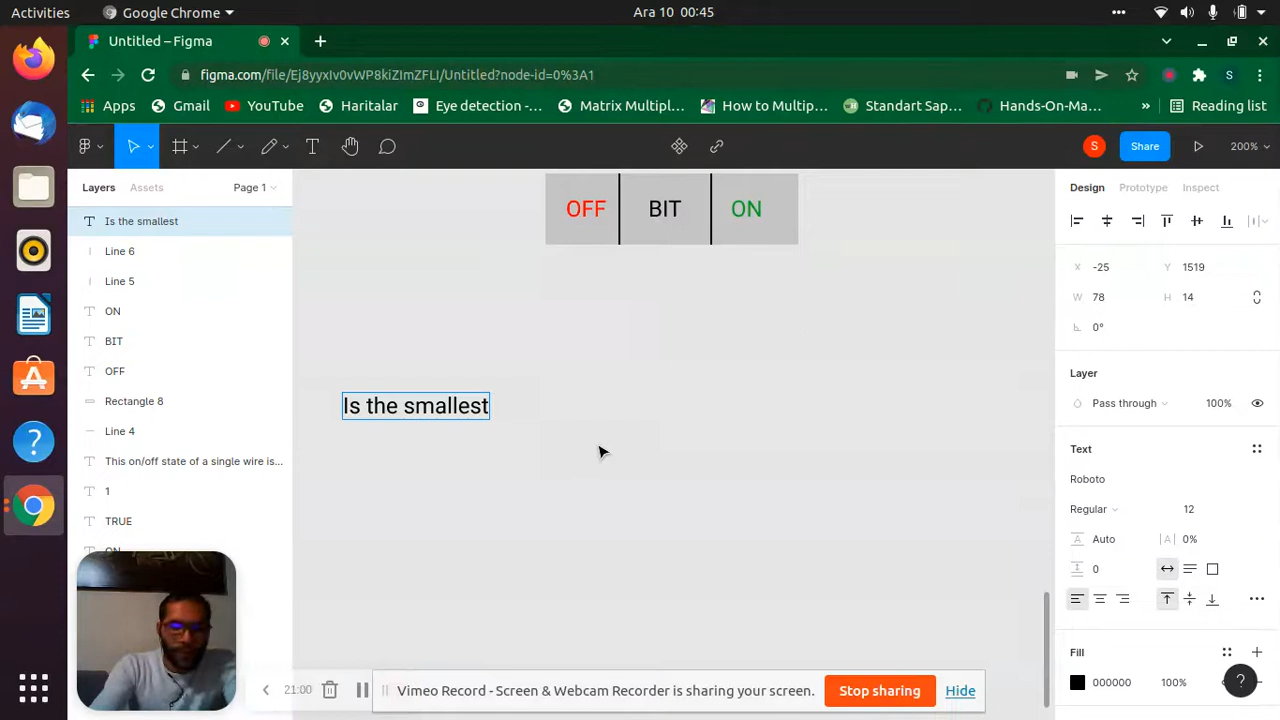 Activities
Google Chrome
Ara 10 00:45
Untitled – Figma
figma.com/file/Ej8yyxIv0vWP8kiZImZFLI/Untitled?node-id=0%3A1
S
Apps
Gmail
YouTube
Haritalar
Eye detection -...
Matrix Multipl...
How to Multip...
Standart Sap...
Hands-On-Ma...
»
Reading list
S
Share
200%
Layers
Assets
Page 1
Design
Prototype
Inspect
Is the smallest
Line 6
Line 5
ON
BIT
OFF
Rectangle 8
Line 4
This on/off state of a single wire is...
1
TRUE
ON
OFF
BIT
ON
Is the smallest
X -25
Y 1519
W 78
H 14
0°
Layer
Pass through
100%
Text
Roboto
Regular
12
Auto
0%
0
Fill
000000
100%
?
21:00
Vimeo Record - Screen & Webcam Recorder is sharing your screen.
Stop sharing
Hide